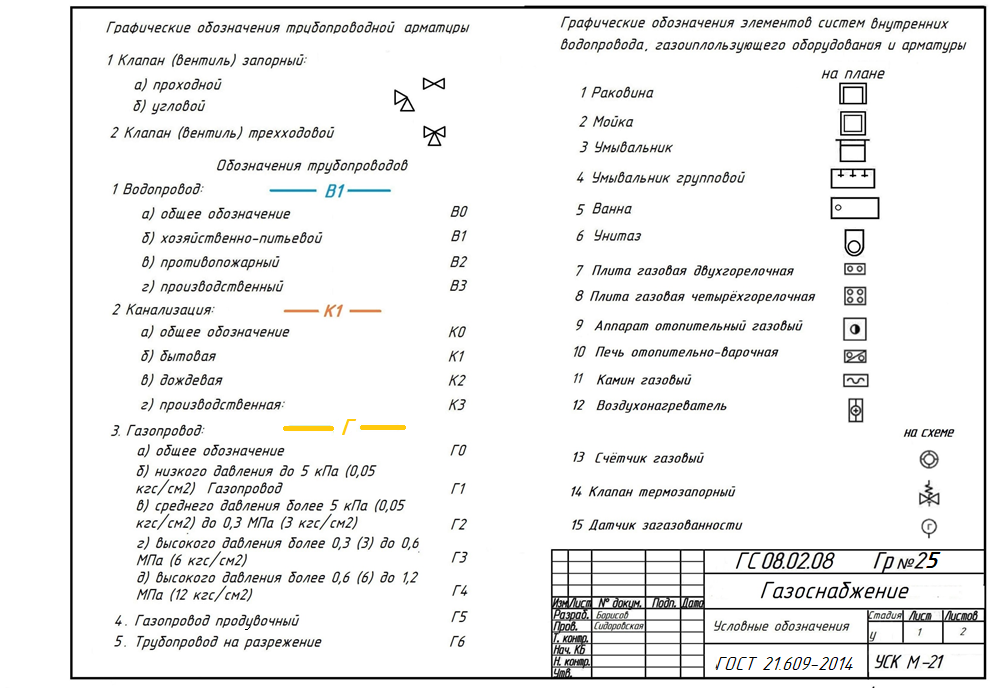 Графические обозначения трубопроводной арматуры
1 Клапан (вентиль) запорный:
а) проходной
б) угловой
2 Клапан (вентиль) трехходовой
Обозначения трубопроводов
1 Водопровод: В1
а) общее обозначение В0
б) хозяйственно-питьевой В1
в) противопожарный В2
г) производственный В3
2 Канализация: К1
а) общее обозначение К0
б) бытовая К1
в) дождевая К2
г) производственная: К3
3. Газопровод: Г
а) общее обозначение Г0
б) низкого давления до 5 кПа (0,05
кгс/см2) Газопровод Г1
в) среднего давления более 5 кПа (0,05
кгс/см2) до 0,3 МПа (3 кгс/см2) Г2
г) высокого давления более 0,3 (3) до 0,6
МПа (6 кгс/см2) Г3
д) высокого давления более 0,6 (6) до 1,2
МПа (12 кгс/см2) Г4
4. Газопровод продувочный Г5
5. Трубопровод на разрежение Г6
Графические обозначения элементов систем внутренних
водопровода, газоиплользующего оборудования и арматуры
на плане
1 Раковина
2 Мойка
3 Умывальник
4 Умывальник групповой
5 Ванна
6 Унитаз
7 Плита газовая двухгорелочная
8 Плита газовая четырёхгорелочная
9 Аппарат отопительный газовый
10 Печь отопительно-варочная
11 Камин газовый
12 Воздухонагреватель
на схеме
13 Счётчик газовый
14 Клапан термозапорный
15 Датчик загазованности Г
ГС 08.02.08 Гр №25
Газоснабжение
Изм Лист № докум. Подп. Дата
Разраб. Борисов
Пров. Сидоровская
Т. контр.
Нач. КБ
Н. контр.
Утв.
Условные обозначения
Стадия Лист Листов
у 1 2
ГОСТ 21.609-2014
УСК М-21